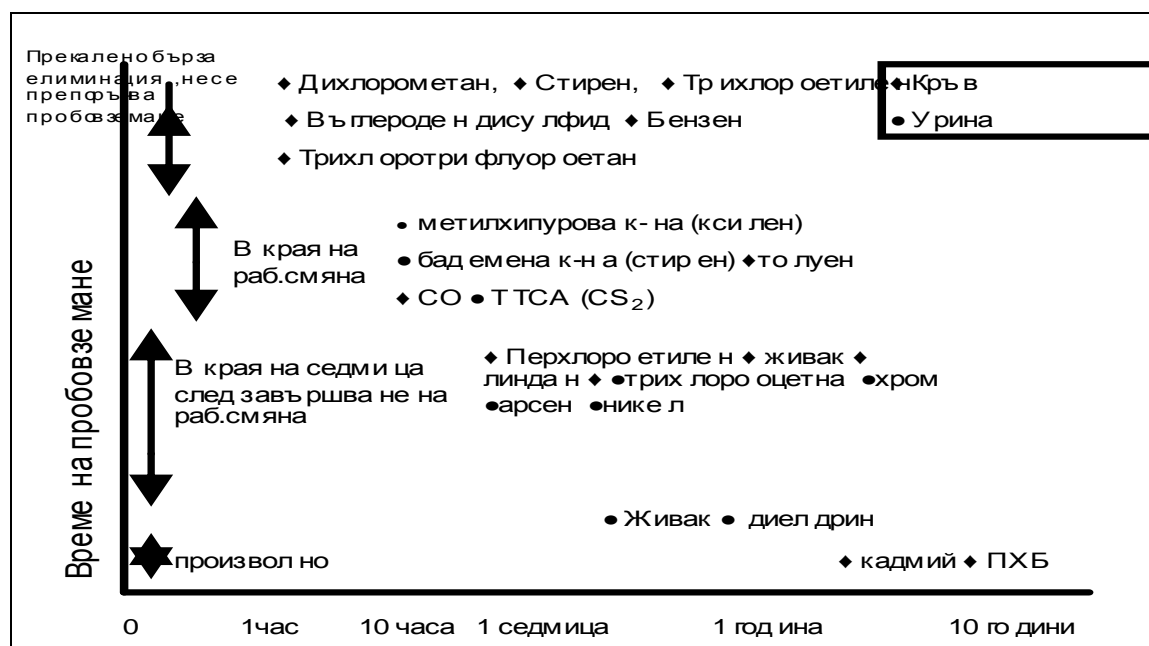 Прекалено бърза
елиминация ,не се
препоръва
пробовземане
◆ Дихлорометан, ◆ Стирен, ◆ Трихлороетилен
◆ Въглероден дисулфид ◆ Бензен
◆ Трихлоротрифлуороетан
◆ Кръв
● Урина
В края на
раб.смяна
• метилхипурова к-на (ксилен)
● бадемена к-на (стирен) ◆толуен
◆ CO ● ТТСА (CS₂)
В края на седмица
след завършване на
раб.смяна
◆ Перхлороетилен ◆ живак ◆
линдан ◆ ●трихлорооцетна ●хром
●арсен ●никел
● Живак ● диелдрин
произволно
◆ кадмий ◆ ПХБ
Време на пробовземане
0 1час 10 часа 1 седмица 1 година 10 години